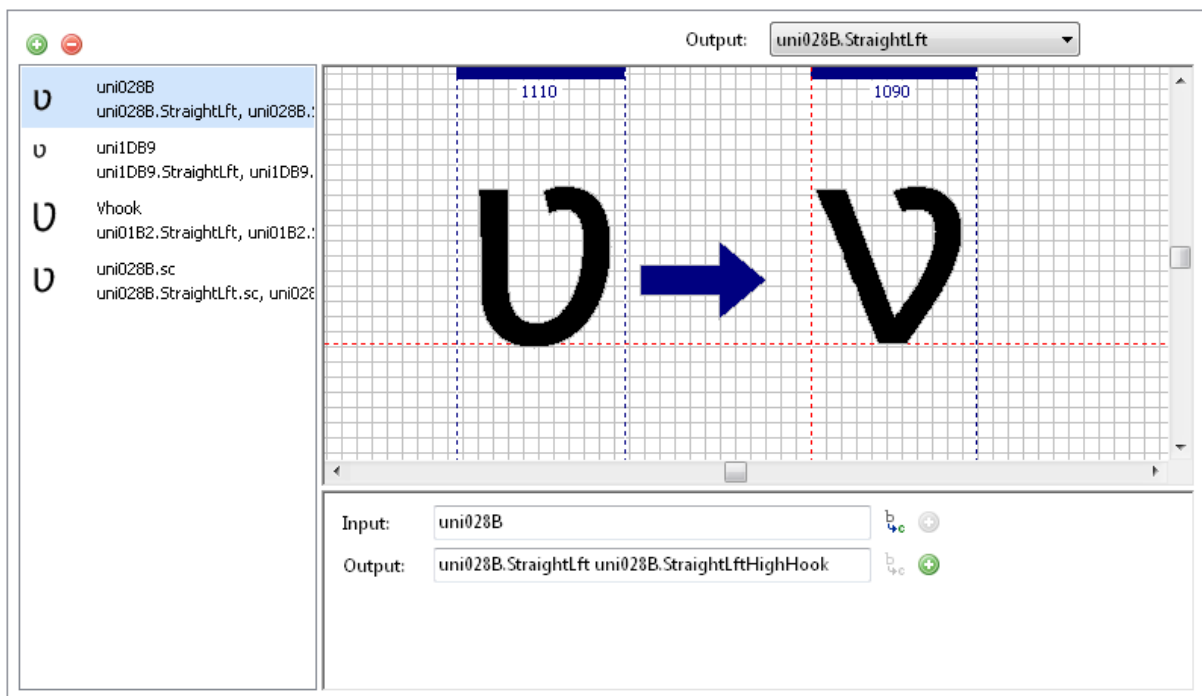 Output: uni028B.StraightLft
ʋ uni028B
uni028B.StraightLft, uni028B.
ʋ uni1DB9
uni1DB9.StraightLft, uni1DB9.
Ʋ Vhook
uni01B2.StraightLft, uni01B2.
ʋ uni028B.sc
uni028B.StraightLft.sc, uni028
1110 1090
Input: uni028B
Output: uni028B.StraightLft uni028B.StraightLftHighHook